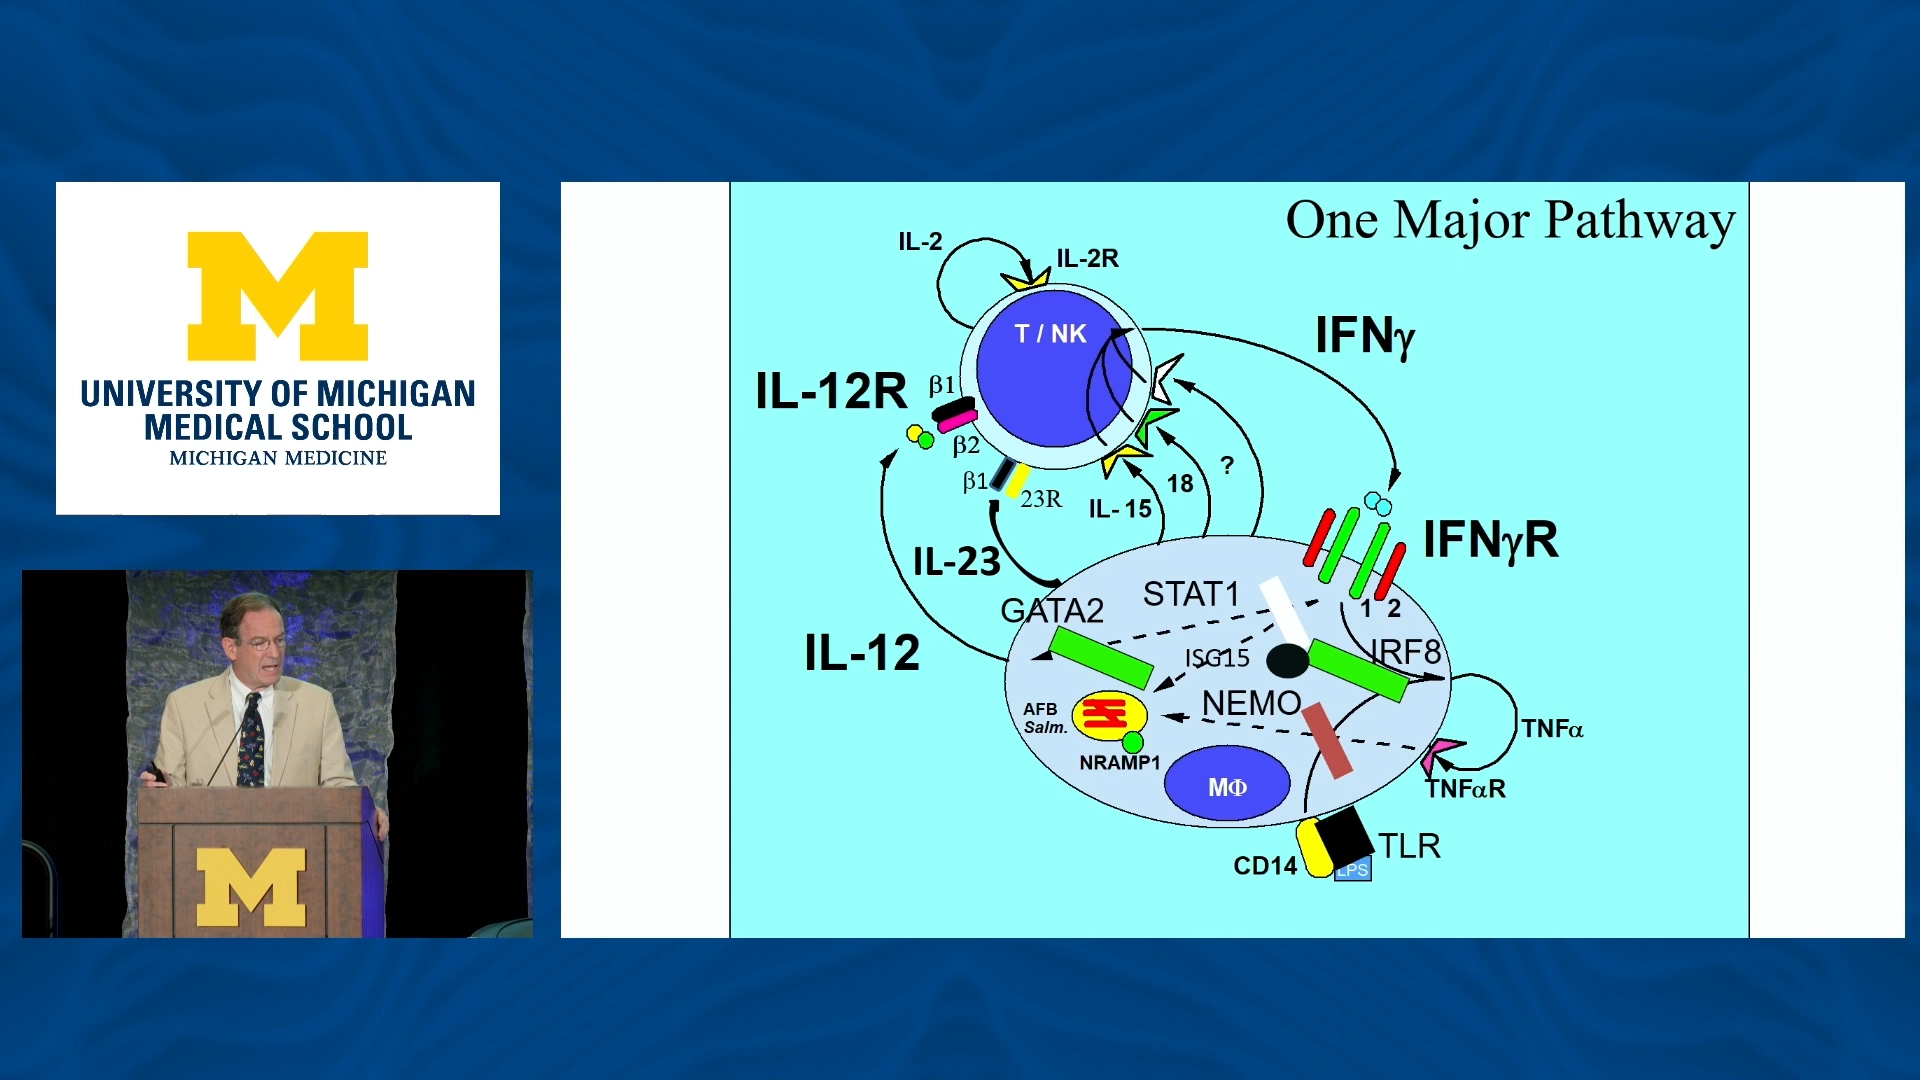 M
UNIVERSITY OF MICHIGAN
MEDICAL SCHOOL
MICHIGAN MEDICINE
M
One Major Pathway
IL-2
IL-2R
T / NK
IFNγ
IL-12R
β1
β2
β1
23R
IL- 15
18
?
IL-23
IFNγR
1 2
GATA2
STAT1
IL-12
ISG15
IRF8
NEMO
AFB
Salm.
NRAMP1
MΦ
TNFα
TNFαR
CD14
TLR
LPS